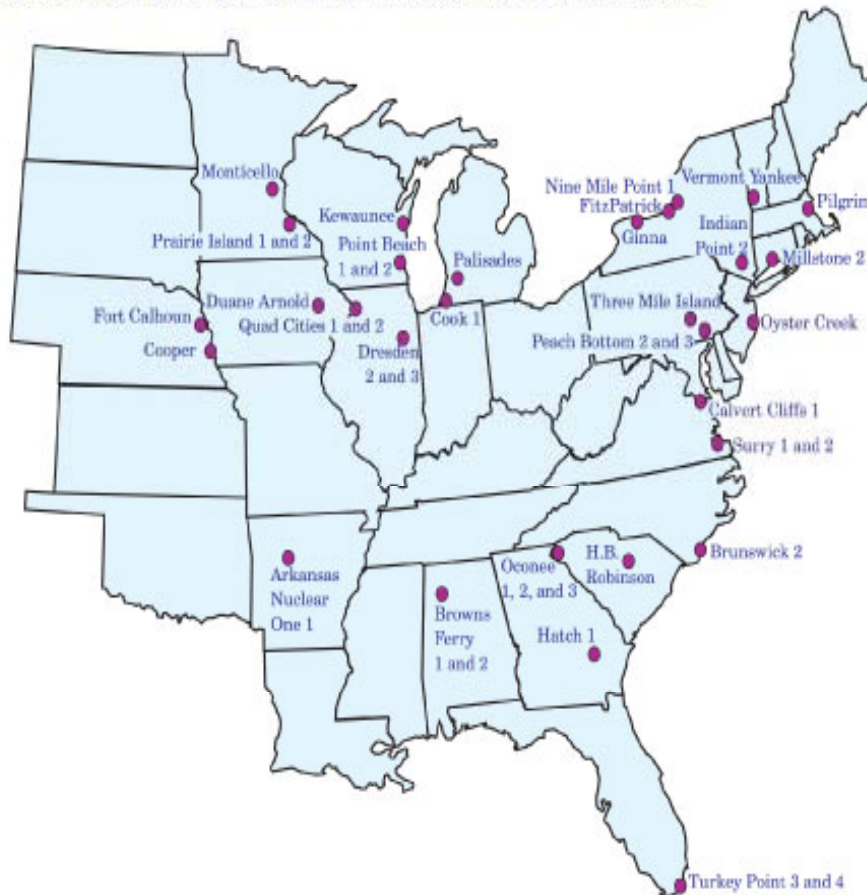 Monticello
Prairie Island 1 and 2
Kewaunee
Point Beach
1 and 2
Palisades
Cook 1
Duane Arnold
Quad Cities 1 and 2
Dresden
2 and 3
Fort Calhoun
Cooper
Nine Mile Point 1
FitzPatrick
Ginna
Vermont Yankee
Pilgrim
Indian
Point 2
Millstone 2
Three Mile Island
Peach Bottom 2 and 3
Oyster Creek
Calvert Cliffs 1
Surry 1 and 2
Brunswick 2
H.B.
Robinson
Oconee
1, 2, and 3
Hatch 1
Browns
Ferry
1 and 2
Arkansas
Nuclear
One 1
Turkey Point 3 and 4